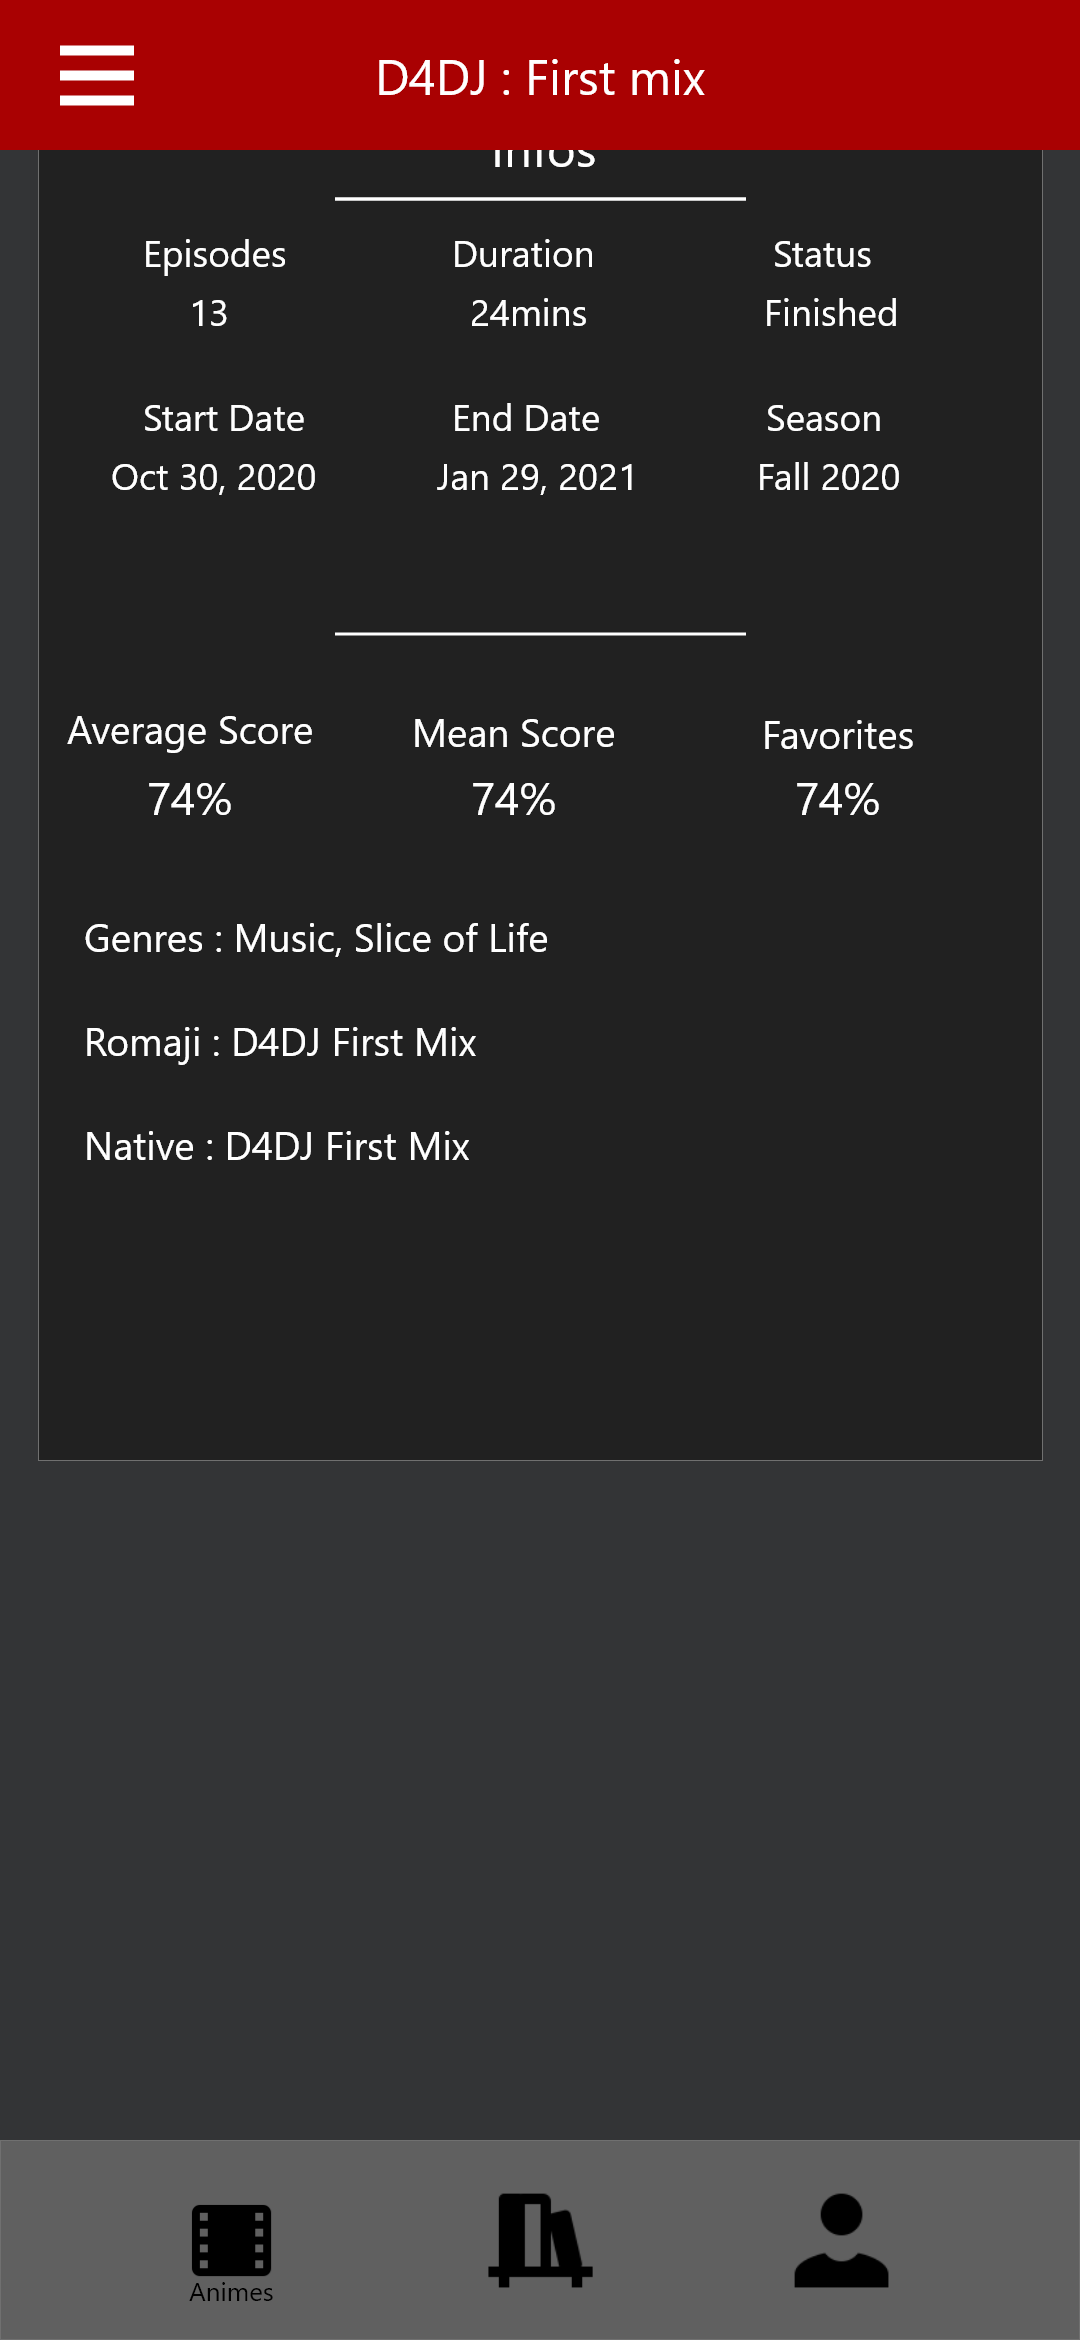 D4DJ : First mix
Infos
Episodes Duration Status
13 24mins Finished
Start Date End Date Season
Oct 30, 2020 Jan 29, 2021 Fall 2020
Average Score Mean Score Favorites
74% 74% 74%
Genres : Music, Slice of Life
Romaji : D4DJ First Mix
Native : D4DJ First Mix
Animes